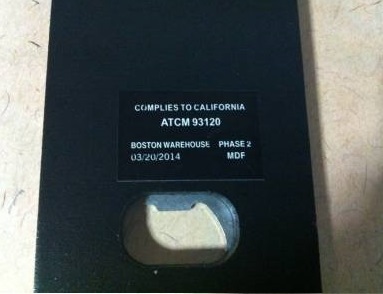 COMPLIES TO CALIFORNIA
ATCM 93120
BOSTON WAREHOUSE PHASE 2
03/20/2014 MDF